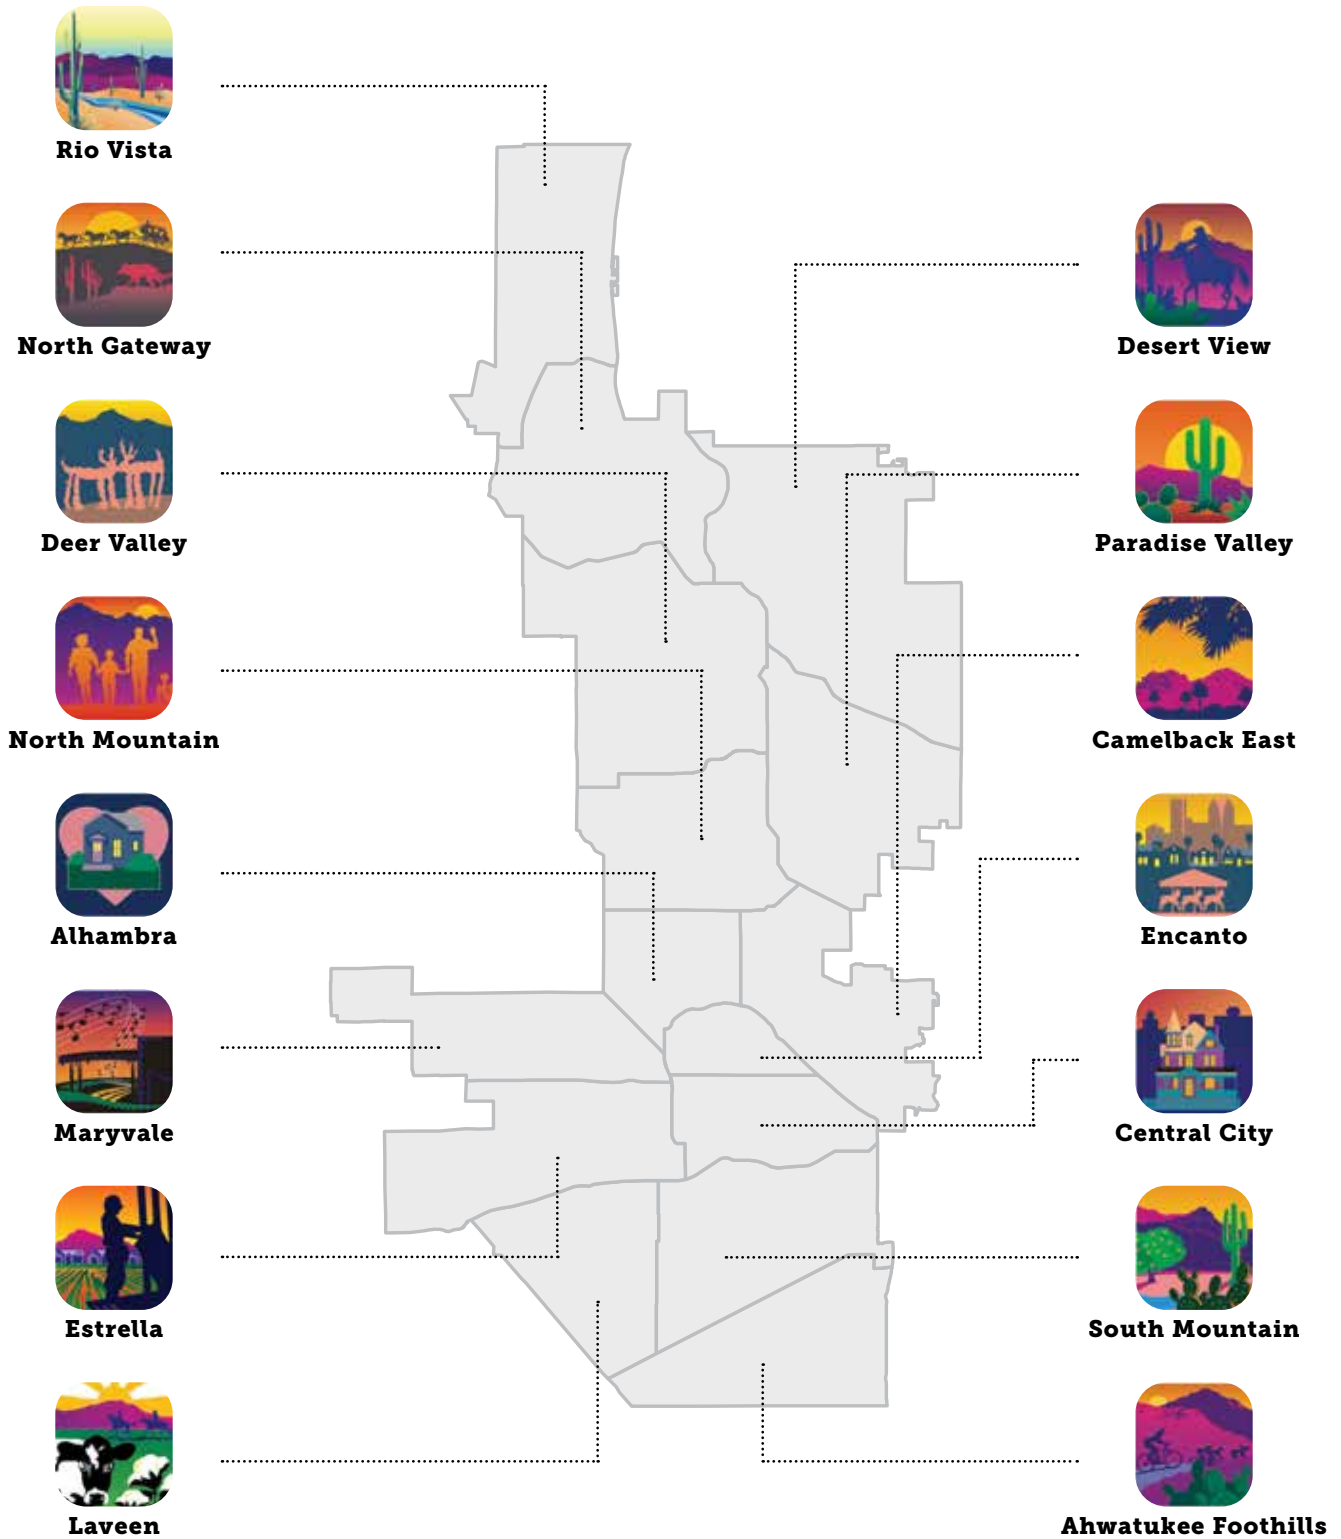 Rio Vista
North Gateway
Deer Valley
North Mountain
Alhambra
Maryvale
Estrella
Laveen
Desert View
Paradise Valley
Camelback East
Encanto
Central City
South Mountain
Ahwatukee Foothills